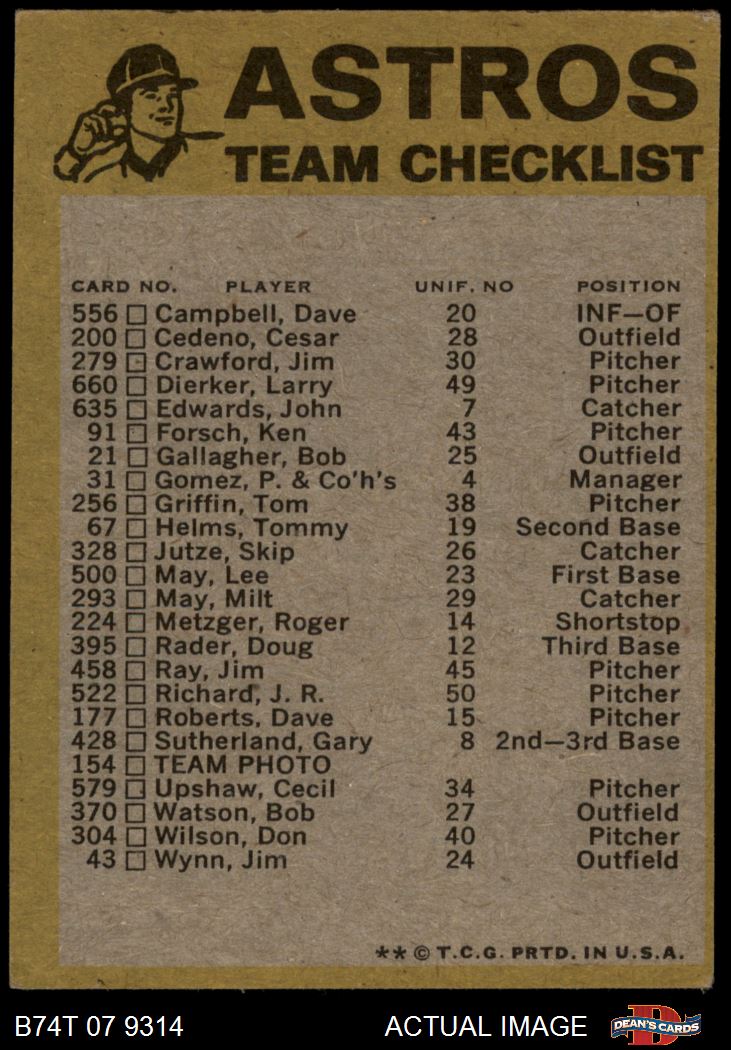 ASTROS
TEAM CHECKLIST
CARD NO. PLAYER UNIF. NO POSITION
556 Campbell, Dave 20 INF—OF
200 Cedeno, Cesar 28 Outfield
279 Crawford, Jim 30 Pitcher
660 Dierker, Larry 49 Pitcher
635 Edwards, John 7 Catcher
91 Forsch, Ken 43 Pitcher
21 Gallagher, Bob 25 Outfield
31 Gomez, P. & Co'h's 4 Manager
256 Griffin, Tom 38 Pitcher
67 Helms, Tommy 19 Second Base
328 Jutze, Skip 26 Catcher
500 May, Lee 23 First Base
293 May, Milt 29 Catcher
224 Metzger, Roger 14 Shortstop
395 Rader, Doug 12 Third Base
458 Ray, Jim 45 Pitcher
522 Richard, J. R. 50 Pitcher
177 Roberts, Dave 15 Pitcher
428 Sutherland, Gary 8 2nd—3rd Base
154 TEAM PHOTO
579 Upshaw, Cecil 34 Pitcher
370 Watson, Bob 27 Outfield
304 Wilson, Don 40 Pitcher
43 Wynn, Jim 24 Outfield
** © T.C.G. PRTD. IN U.S.A.
B74T 07 9314 ACTUAL IMAGE D DEAN'S CARDS